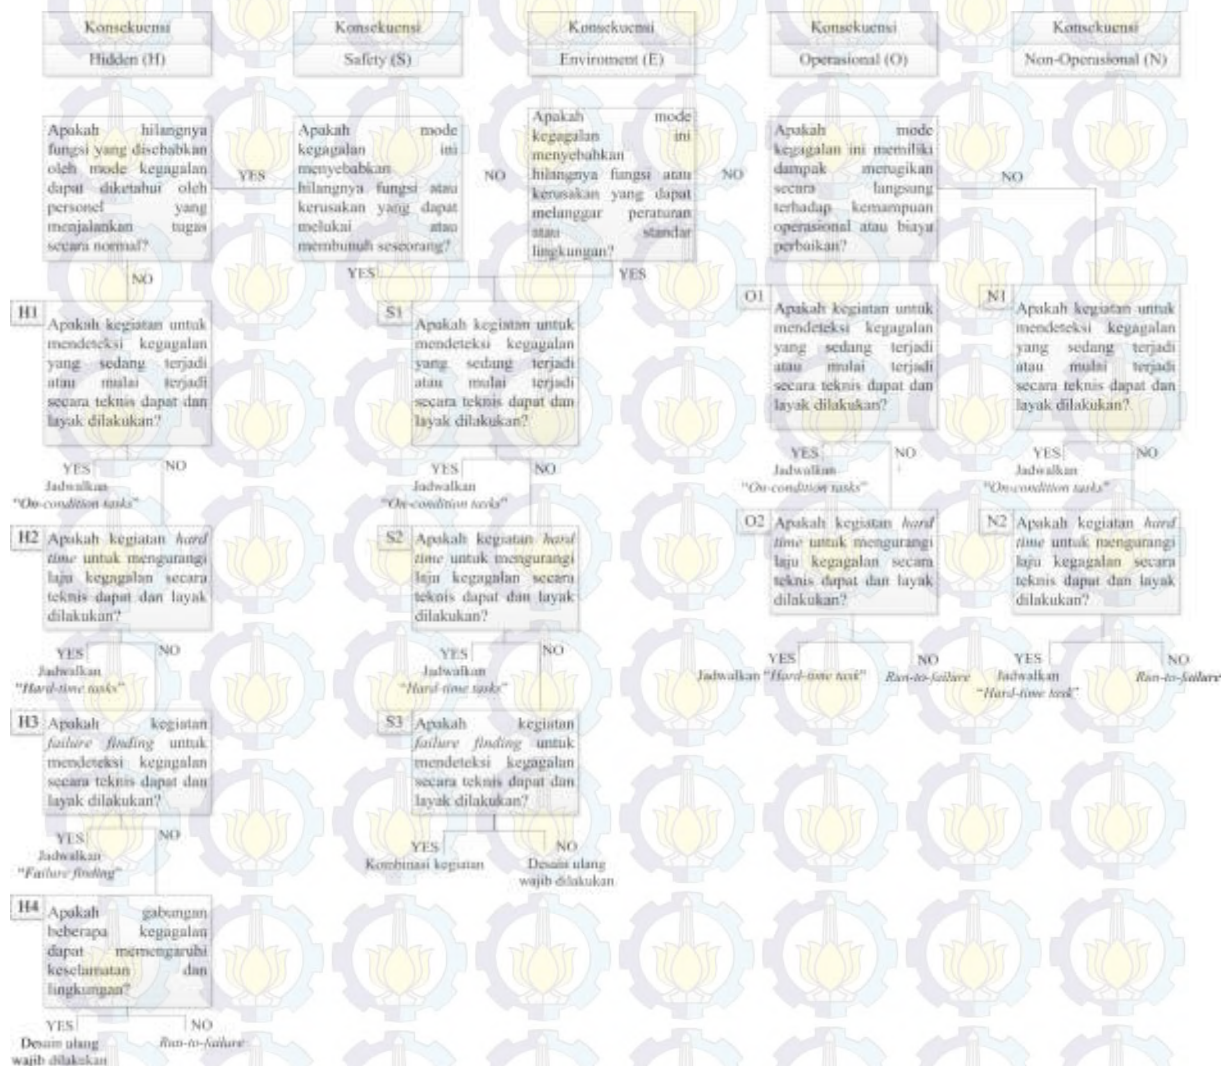 Konsekuensi
Hidden (H)
Konsekuensi
Safety (S)
Konsekuensi
Enviroment (E)
Konsekuensi
Operasional (O)
Konsekuensi
Non-Operasional (N)
Apakah hilangnya
fungsi yang disebabkan
oleh mode kegagalan
dapat diketahui oleh
personel yang
menjalankan tugas
secara normal?
YES
Apakah mode
kegagalan ini
menyebabkan
hilangnya fungsi atau
kerusakan yang dapat
melukai atau
membunuh seseorang?
NO
Apakah mode
kegagalan ini
menyebabkan
hilangnya fungsi atau
kerusakan yang dapat
melanggar peraturan
atau standar
lingkungan?
NO
Apakah mode
kegagalan ini memiliki
dampak merugikan
secara langsung
terhadap kemampuan
operasional atau biaya
perbaikan?
NO
NO
YES
YES
H1
Apakah kegiatan untuk
mendeteksi kegagalan
yang sedang terjadi
atau mulai terjadi
secara teknis dapat dan
layak dilakukan?
S1
Apakah kegiatan untuk
mendeteksi kegagalan
yang sedang terjadi
atau mulai terjadi
secara teknis dapat dan
layak dilakukan?
O1
Apakah kegiatan untuk
mendeteksi kegagalan
yang sedang terjadi
atau mulai terjadi
secara teknis dapat dan
layak dilakukan?
N1
Apakah kegiatan untuk
mendeteksi kegagalan
yang sedang terjadi
atau mulai terjadi
secara teknis dapat dan
layak dilakukan?
YES
Jadwalkan
"On-condition tasks"
NO
YES
Jadwalkan
"On-condition tasks"
NO
YES
Jadwalkan
"On-condition tasks"
NO
YES
Jadwalkan
"On-condition tasks"
NO
H2
Apakah kegiatan hard
time untuk mengurangi
laju kegagalan secara
teknis dapat dan layak
dilakukan?
S2
Apakah kegiatan hard
time untuk mengurangi
laju kegagalan secara
teknis dapat dan layak
dilakukan?
O2
Apakah kegiatan hard
time untuk mengurangi
laju kegagalan secara
teknis dapat dan layak
dilakukan?
N2
Apakah kegiatan hard
time untuk mengurangi
laju kegagalan secara
teknis dapat dan layak
dilakukan?
YES
Jadwalkan
"Hard-time tasks"
NO
YES
Jadwalkan
"Hard-time tasks"
NO
YES
Jadwalkan "Hard-time task"
NO
Run-to-failure
YES
Jadwalkan
"Hard-time task"
NO
Run-to-failure
H3
Apakah kegiatan
failure finding untuk
mendeteksi kegagalan
secara teknis dapat dan
layak dilakukan?
S3
Apakah kegiatan
failure finding untuk
mendeteksi kegagalan
secara teknis dapat dan
layak dilakukan?
YES
Jadwalkan
"Failure finding"
NO
YES
Kombinasi kegiatan
NO
Desain ulang
wajib dilakukan
H4
Apakah gabungan
beberapa kegagalan
dapat memengaruhi
keselamatan dan
lingkungan?
YES
Desain ulang
wajib dilakukan
NO
Run-to-failure